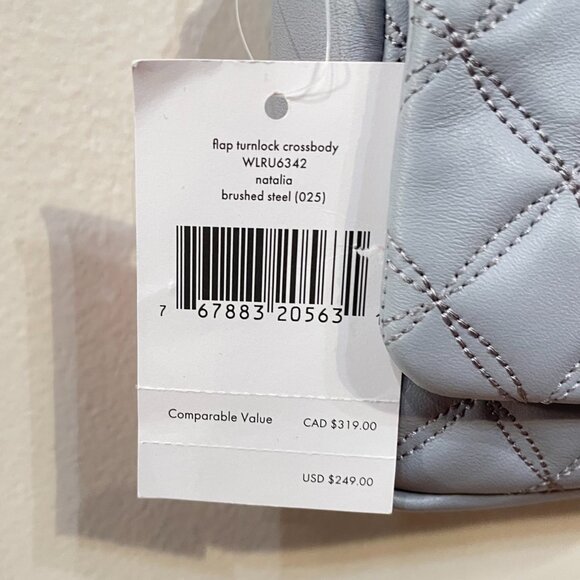 flap turnlock crossbody
WLRU6342
natalia
brushed steel (025)
7 67883 20563
Comparable Value CAD $319.00
USD $249.00